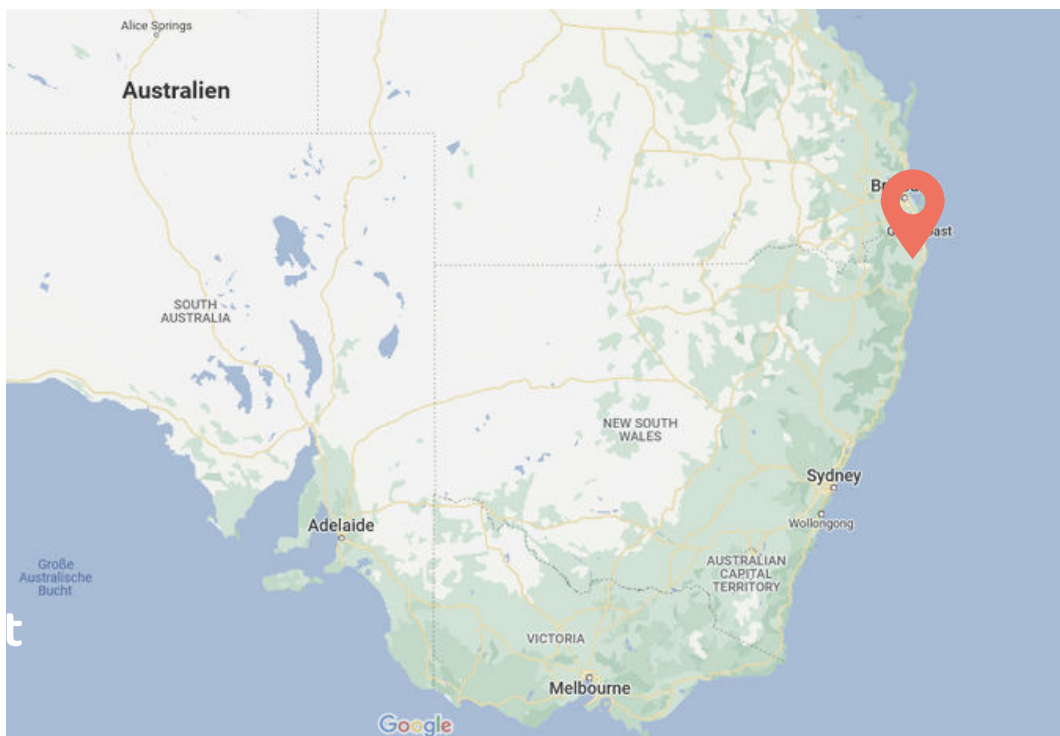 Alice Springs
Australien
SOUTH
AUSTRALIA
NEW SOUTH
WALES
Sydney
Wollongong
Adelaide
AUSTRALIAN
CAPITAL
TERRITORY
Große
Australische
Bucht
t
VICTORIA
Melbourne
Google